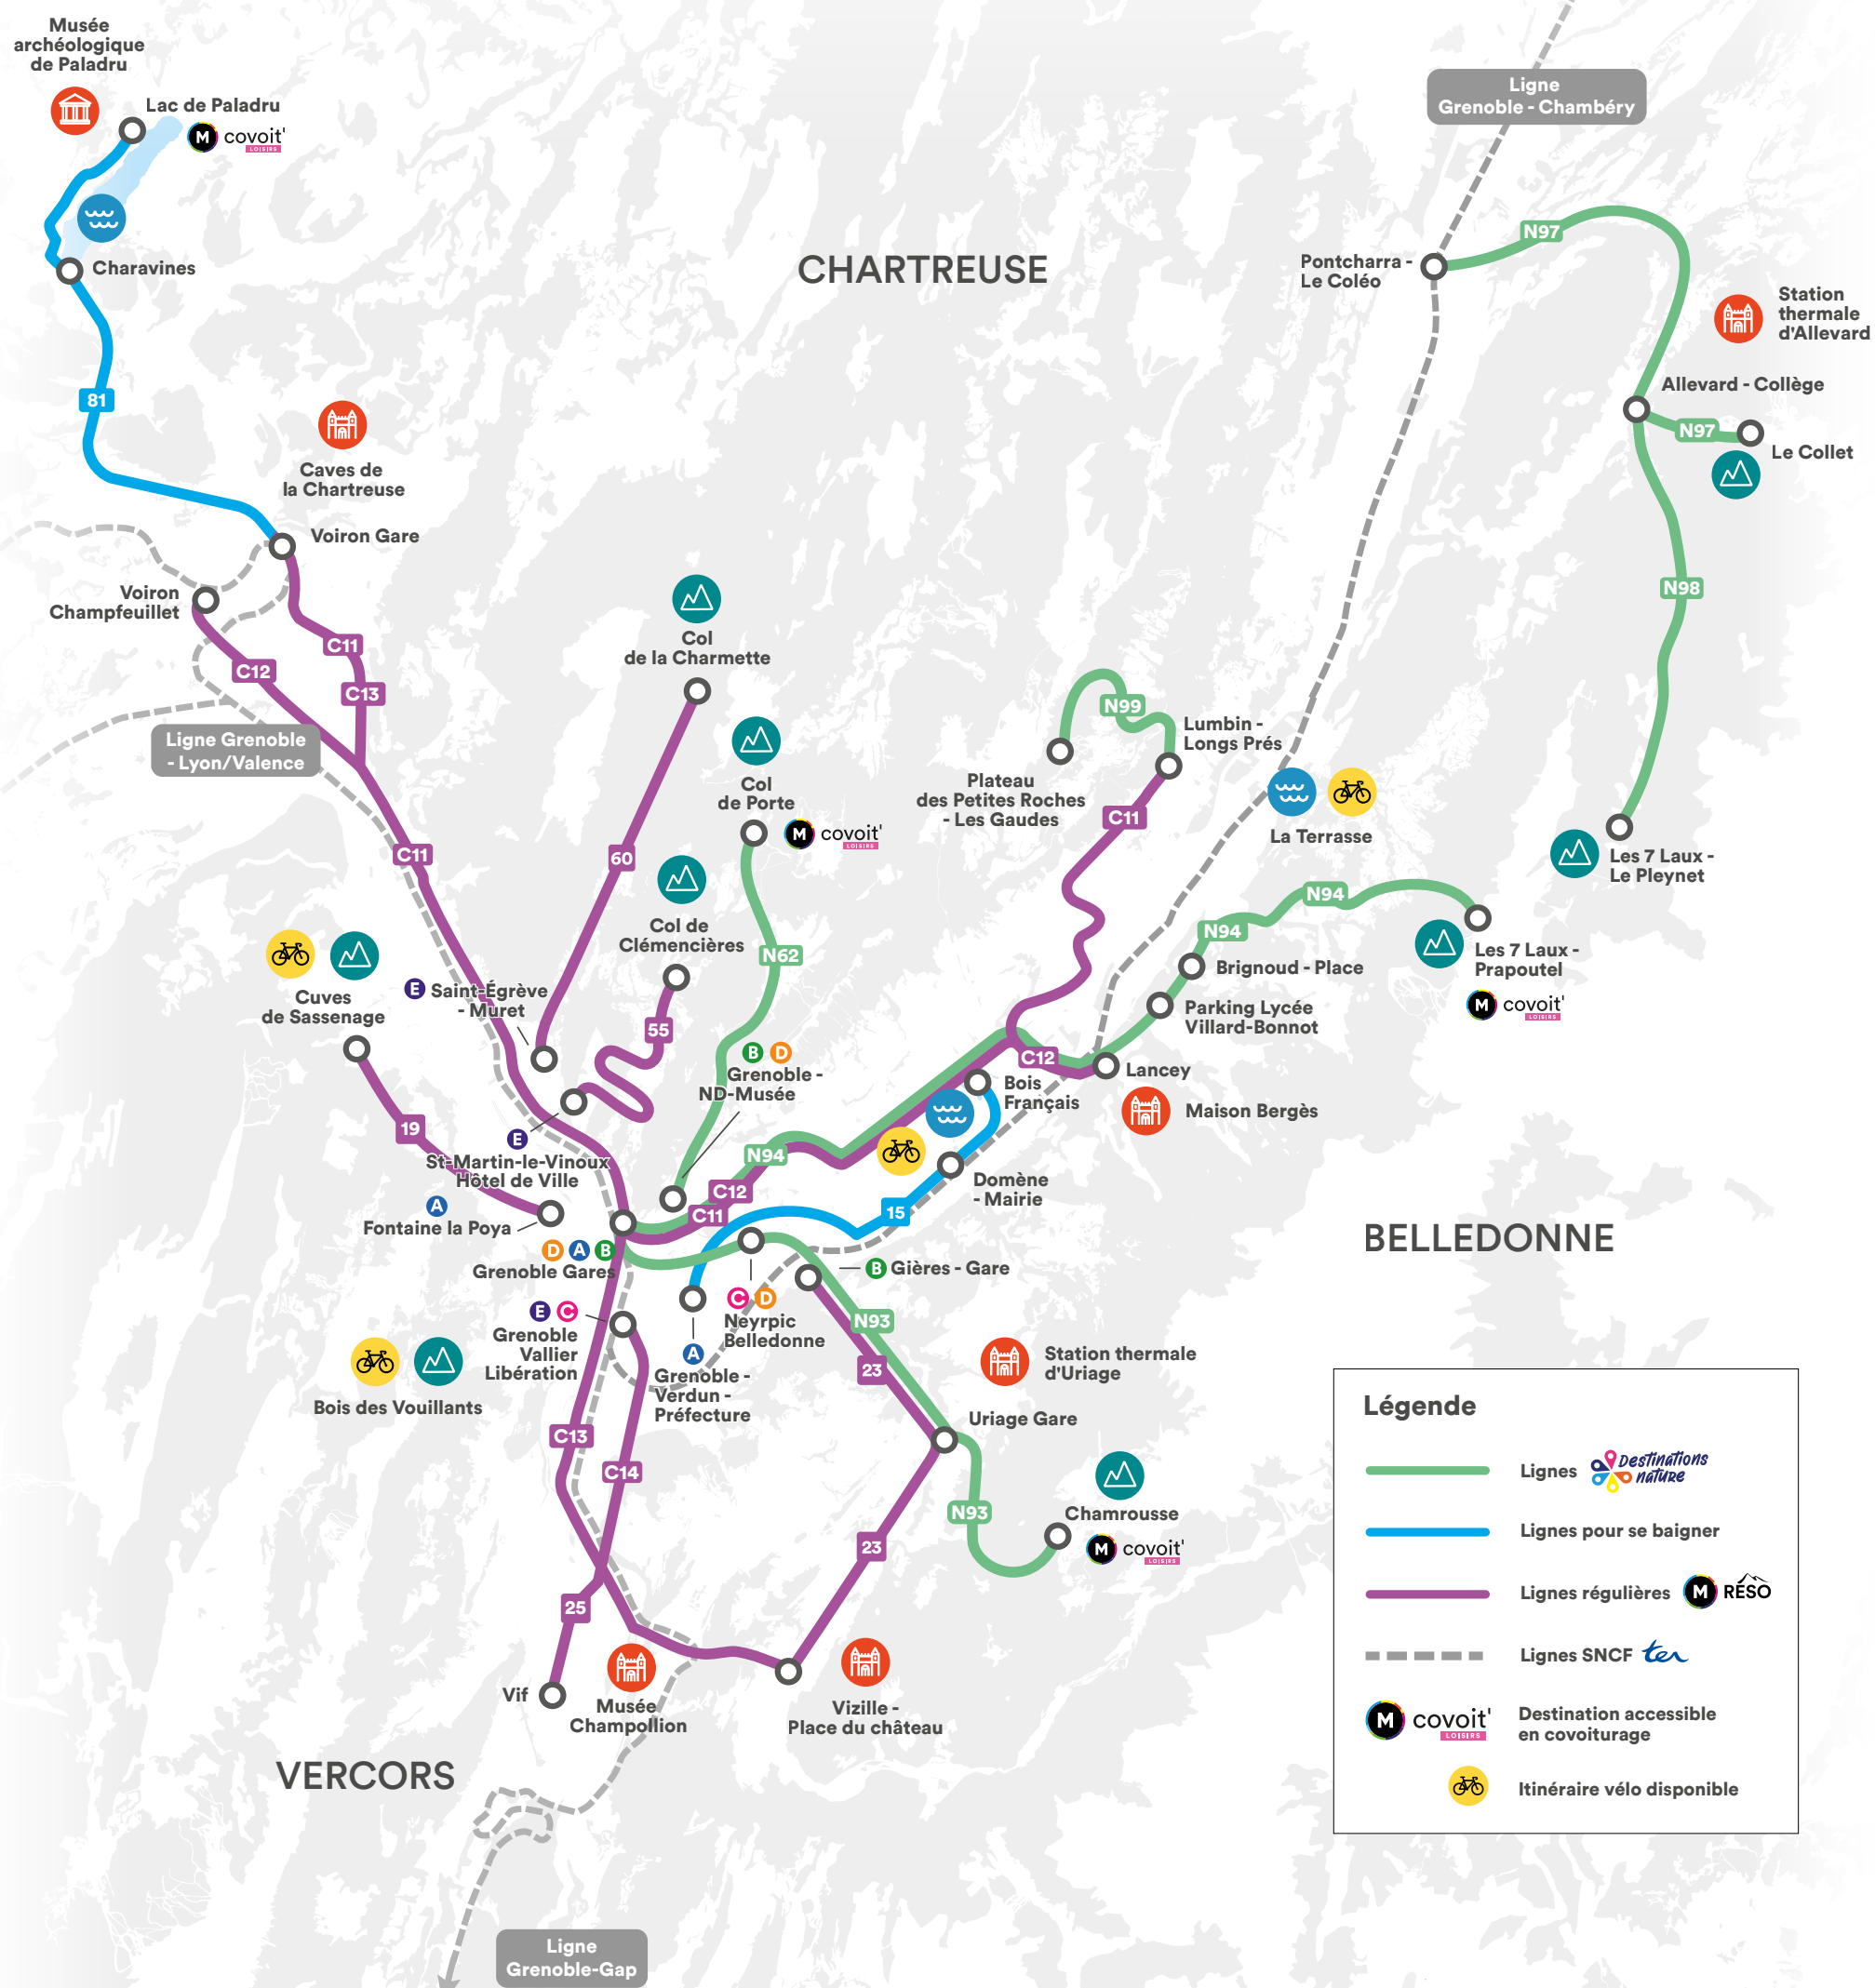 Musée
archéologique
de Paladru
Lac de Paladru
M covoit'
LOISIRS
Charavines
81
Caves de
la Chartreuse
Voiron Gare
Voiron
Champfeuillet
C11
C12
C13
Ligne Grenoble
- Lyon/Valence
C11
CHARTREUSE
Ligne
Grenoble - Chambéry
Pontcharra -
Le Coléo
N97
Station
thermale
d'Allevard
Allevard - Collège
N97
Le Collet
N98
Les 7 Laux -
Le Pleynet
Col
de la Charmette
60
Col
de Porte
M covoit'
LOISIRS
Col de
Clémencières
N62
55
N99
Lumbin -
Longs Prés
Plateau
des Petites Roches
- Les Gaudes
C11
La Terrasse
N94
N94
Les 7 Laux -
Prapoutel
M covoit'
LOISIRS
Brignoud - Place
Parking Lycée
Villard-Bonnot
C12
Lancey
Maison Bergès
Cuves
de Sassenage
E Saint-Égrève
- Muret
19
E
St-Martin-le-Vinoux
Hôtel de Ville
A
Fontaine la Poya
B D
Grenoble -
ND-Musée
N94
C12
C11
Bois
Français
Domène
- Mairie
15
D A B
Grenoble Gares
B Gières - Gare
E C
Grenoble
Vallier
Libération
C D
Neyrpic
Belledonne
A
Grenoble -
Verdun -
Préfecture
N93
23
Station thermale
d'Uriage
Uriage Gare
Bois des Vouillants
C13
C14
N93
Chamrousse
M covoit'
LOISIRS
23
25
Vif
Musée
Champollion
Vizille -
Place du château
BELLEDONNE
VERCORS
Ligne
Grenoble-Gap
Légende
Lignes Destinations
nature
Lignes pour se baigner
Lignes régulières M RÉSO
Lignes SNCF ter
M covoit'
LOISIRS
Destination accessible
en covoiturage
Itinéraire vélo disponible